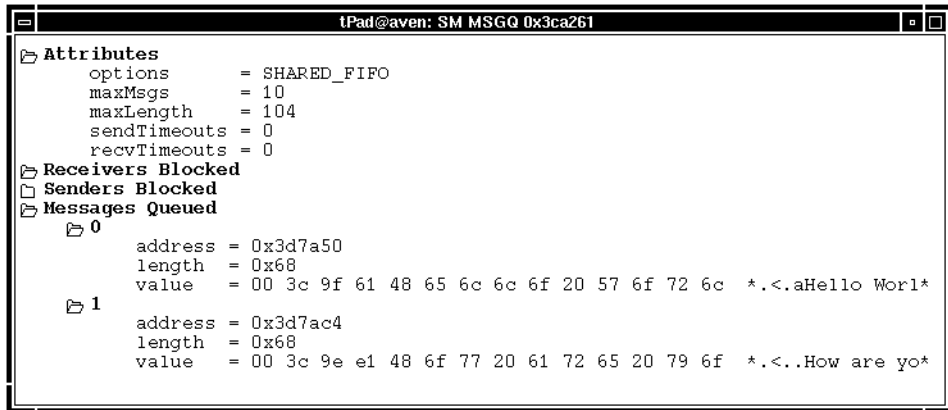 tPad@aven: SM MSGQ 0x3ca261
Attributes
options = SHARED_FIFO
maxMsgs = 10
maxLength = 104
sendTimeouts = 0
recvTimeouts = 0
Receivers Blocked
Senders Blocked
Messages Queued
0
address = 0x3d7a50
length = 0x68
value = 00 3c 9f 61 48 65 6c 6c 6f 20 57 6f 72 6c *.<.aHello Worl*
1
address = 0x3d7ac4
length = 0x68
value = 00 3c 9e e1 48 6f 77 20 61 72 65 20 79 6f *.<..How are yo*